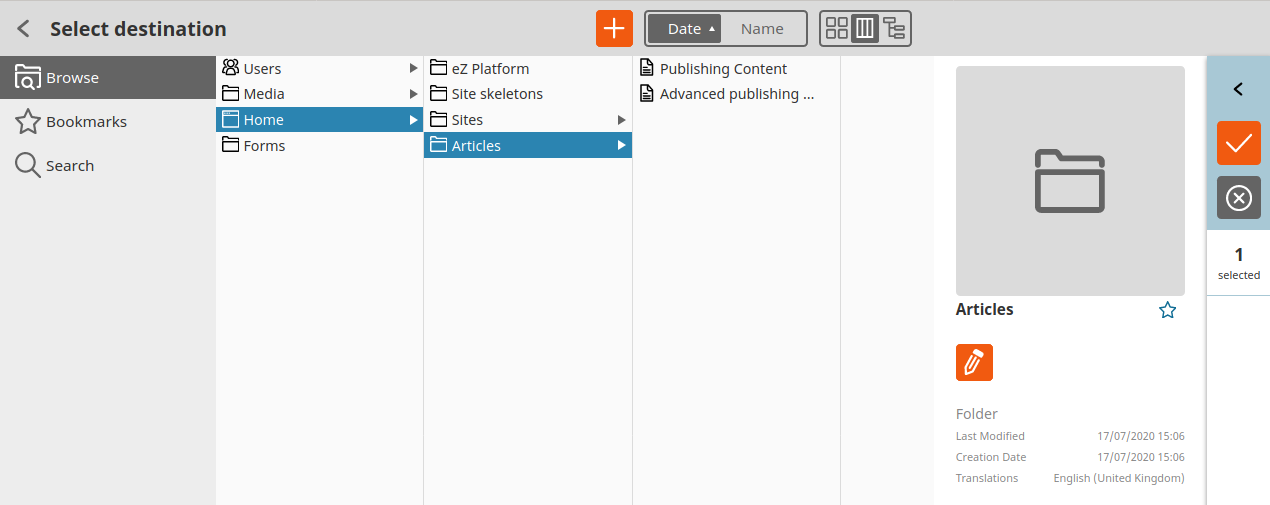 Select destination
Date Name
Browse
Bookmarks
Search
Users
Media
Home
Forms
eZ Platform
Site skeletons
Sites
Articles
Publishing Content
Advanced publishing ...
Articles
Folder
Last Modified 17/07/2020 15:06
Creation Date 17/07/2020 15:06
Translations English (United Kingdom)
1
selected